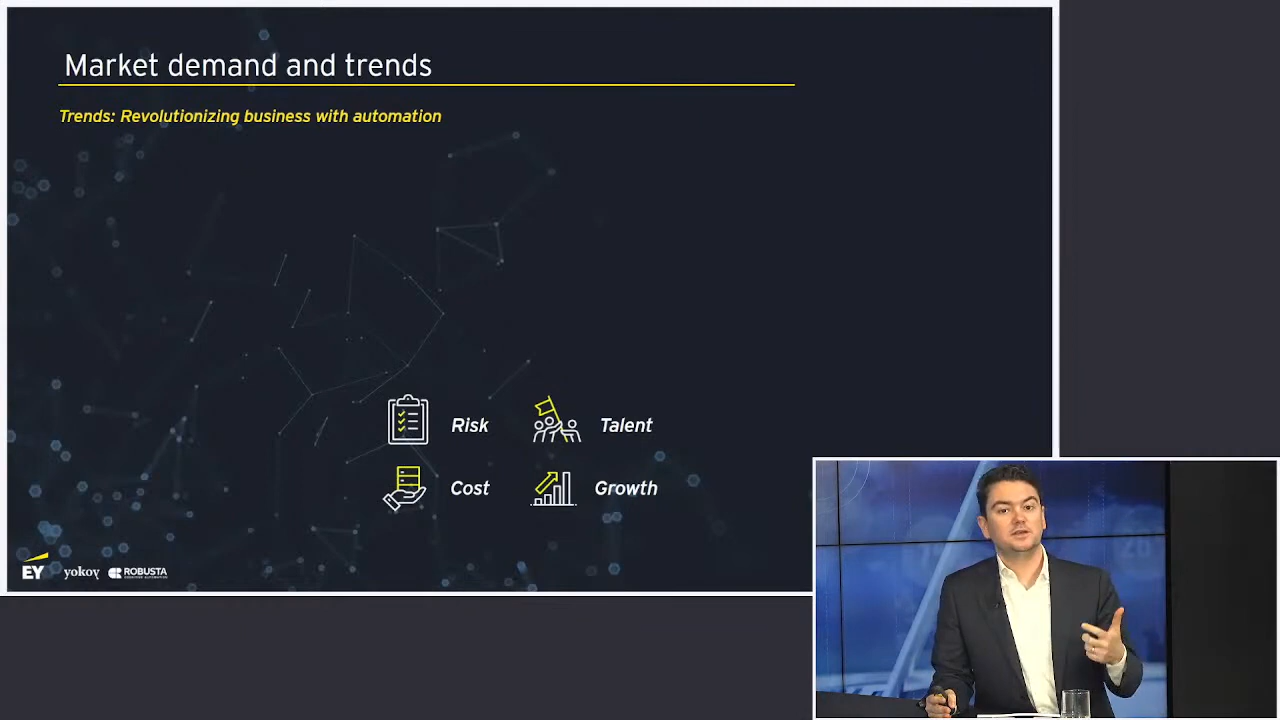 Market demand and trends
Trends: Revolutionizing business with automation
Risk
Talent
Cost
Growth
EY
yokoy
ROBUSTA